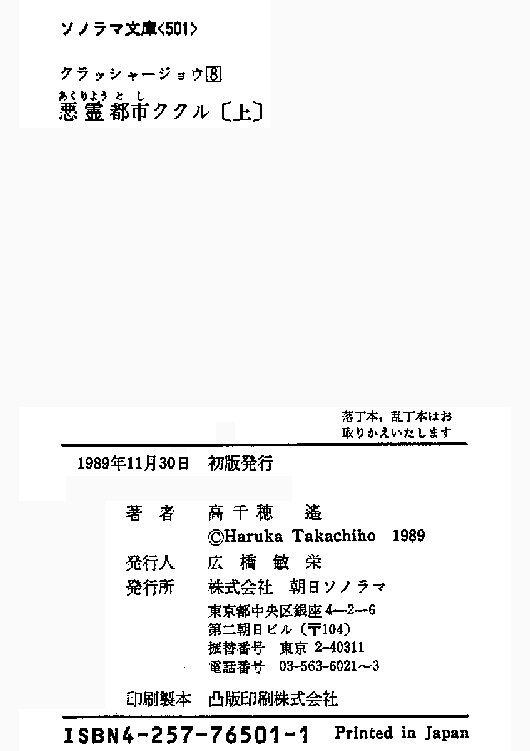 ソノラマ文庫<501>
クラッシャージョウ8
あくりょうとし
悪霊都市ククル〔上〕
落丁本，乱丁本はお
取りかえいたします
1989年11月30日 初版発行
著者 高千穂 遙
©Haruka Takachiho 1989
発行人 広橋敏栄
発行所 株式会社 朝日ソノラマ
東京都中央区銀座4―2―6
第二朝日ビル（〒104）
振替番号 東京 2-40311
電話番号 03-563-6021～3
印刷製本 凸版印刷株式会社
ISBN4-257-76501-1 Printed in Japan